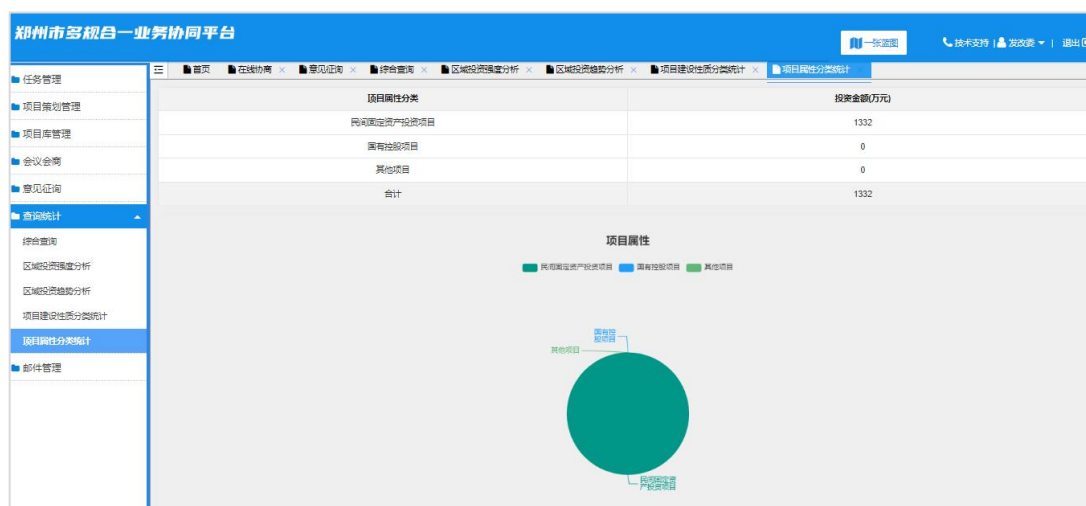 郑州市多规合一业务协同平台
一张蓝图 技术支持 | 发改委 | 退出
首页 在线协商 × 意见征询 × 综合查询 × 区域投资强度分析 × 区域投资趋势分析 × 项目建设性质分类统计 × 项目属性分类统计 ×
任务管理
项目策划管理
项目库管理
会议会商
意见征询
查询统计
综合查询
区域投资强度分析
区域投资趋势分析
项目建设性质分类统计
项目属性分类统计
邮件管理
项目属性分类 投资金额(万元)
民间固定资产投资项目 1332
国有控股项目 0
其他项目 0
合计 1332
项目属性
民间固定资产投资项目 国有控股项目 其他项目
国有控
股项目
其他项目
民间固定资
产投资项目